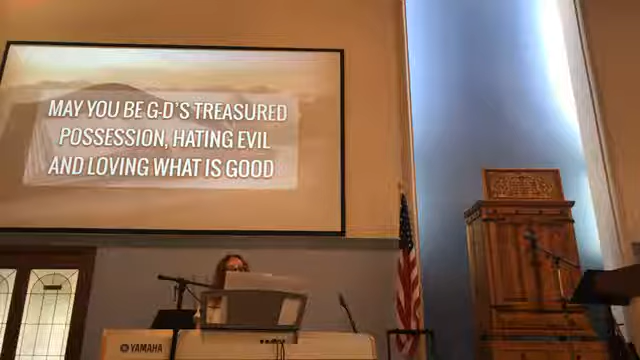 MAY YOU BE G-D'S TREASURED
POSSESSION, HATING EVIL
AND LOVING WHAT IS GOOD
YAMAHA